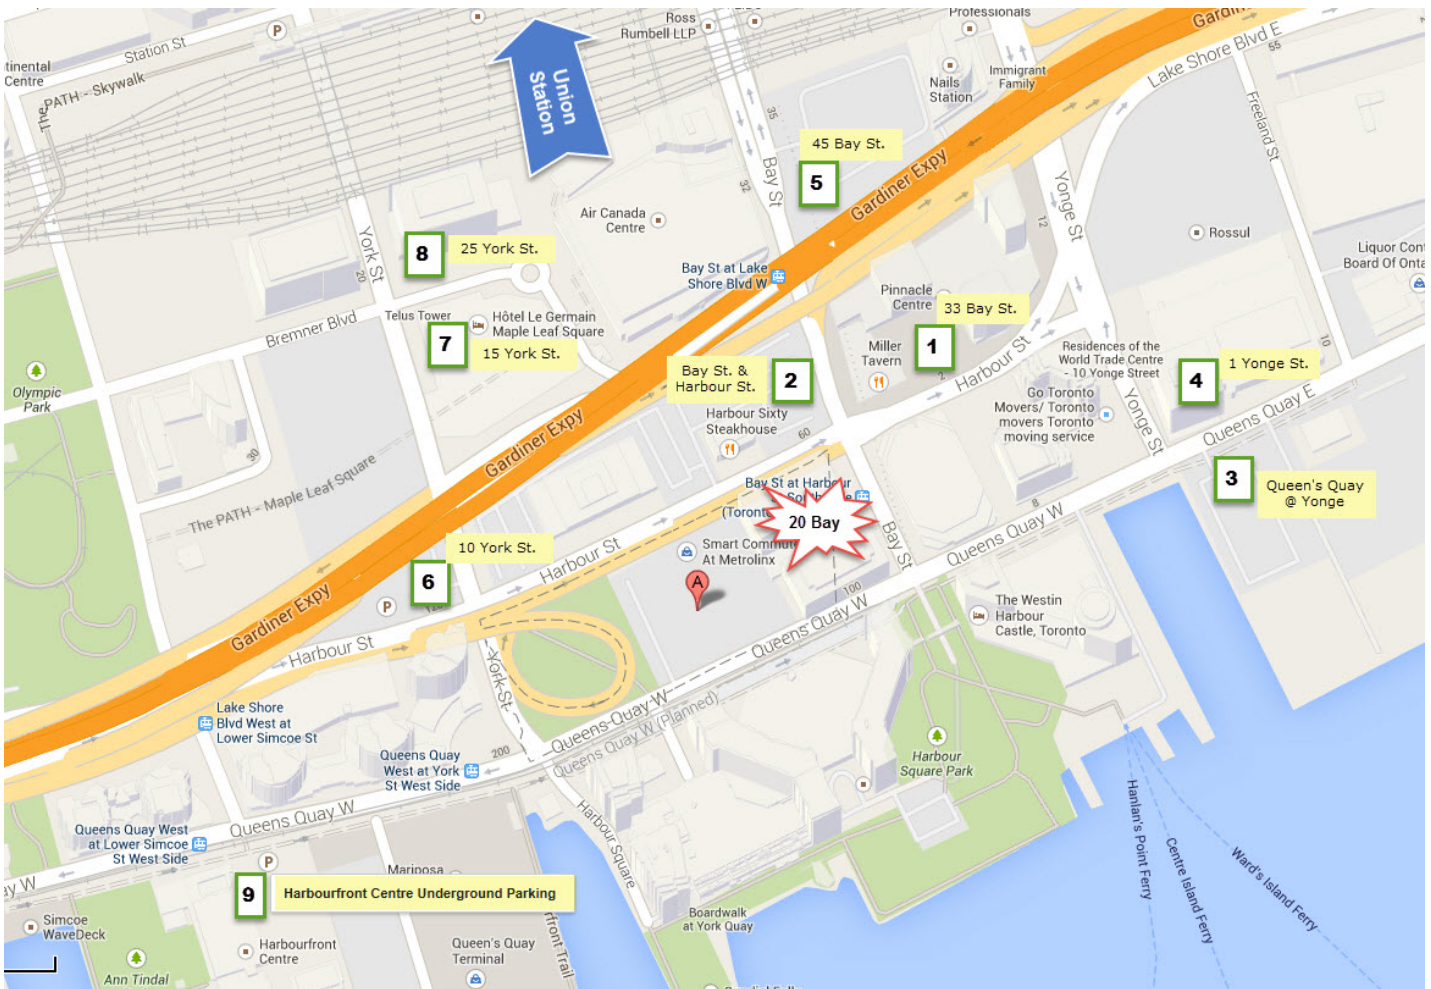 Ross
Rumbell LLP
Professionals
Gardiner
Lake Shore Blvd E
55
Station St
P
tinental
Centre
The PATH - Skywalk
Union
Station
Nails
Station
Immigrant
Family
Freeland St
35
Bay St
32
45 Bay St.
5
Gardiner Expy
Yonge St
12
Air Canada
Centre
Rossul
Liquor Cont
Board Of Onta
York St
20
8
25 York St.
Bay St at Lake
Shore Blvd W
Pinnacle
Centre
33 Bay St.
Telus Tower
Hôtel Le Germain
Maple Leaf Square
Bremner Blvd
7
15 York St.
Miller
Tavern
1
2
Harbour St
Residences of the
World Trade Centre
- 10 Yonge Street
10
Bay St. &
Harbour St.
2
4
1 Yonge St.
Olympic
Park
Go Toronto
Movers/ Toronto
movers Toronto
moving service
Yonge St
Queens Quay E
Harbour Sixty
Steakhouse
60
Gardiner Expy
30
The PATH - Maple Leaf Square
3
Queen's Quay
@ Yonge
Bay St at Harbour
(Toronto
20 Bay
8
Queens Quay W
Bay St
10 York St.
6
Harbour St
Smart Commute
At Metrolinx
A
100
P
Gardiner Expy
Harbour St
Queens Quay W
The Westin
Harbour
Castle, Toronto
York St
Lake Shore
Blvd West at
Lower Simcoe St
Queens Quay W
Queens Quay W (Planned)
200
Queens Quay
West at York
St West Side
Harbour
Square Park
Queens Quay W
Queens Quay West
at Lower Simcoe
St West Side
Harbour Square
Hanlan's Point Ferry
Centre Island Ferry
Ward's Island Ferry
P
Mariposa
ay W
9
Harbourfront Centre Underground Parking
Simcoe
WaveDeck
Boardwalk
at York Quay
Harbourfront
Centre
Queen's Quay
Terminal
rfront Trail
Ann Tindal